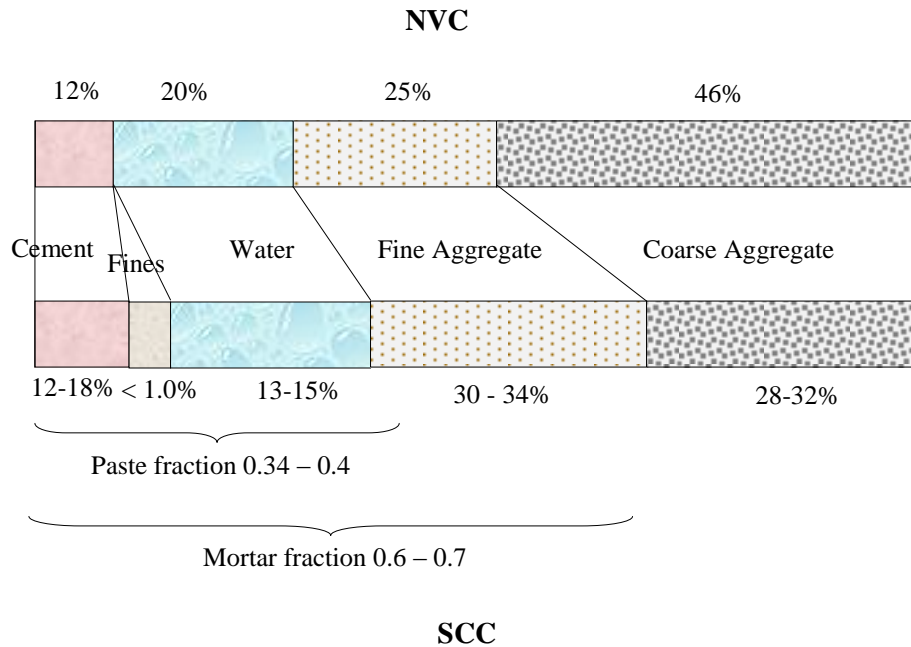 NVC
12% 20% 25% 46%
Cement Fines Water Fine Aggregate Coarse Aggregate
12-18% < 1.0% 13-15% 30 - 34% 28-32%
Paste fraction 0.34 – 0.4
Mortar fraction 0.6 – 0.7
SCC